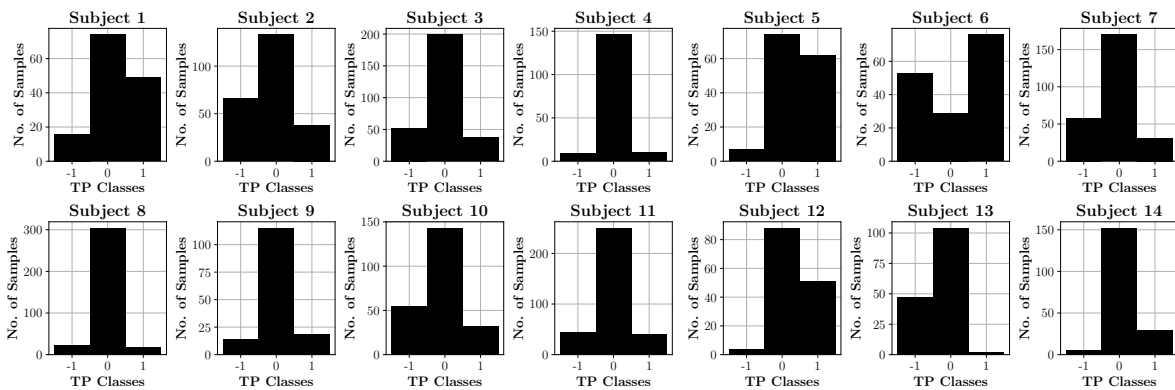 Subject 1 Subject 2 Subject 3 Subject 4 Subject 5 Subject 6 Subject 7
No. of Samples No. of Samples No. of Samples No. of Samples No. of Samples No. of Samples No. of Samples
60 40 20 0
100 50 0
200 150 100 50 0
150 100 50 0
60 40 20 0
60 40 20 0
150 100 50 0
-1 0 1 -1 0 1 -1 0 1 -1 0 1 -1 0 1 -1 0 1 -1 0 1
TP Classes TP Classes TP Classes TP Classes TP Classes TP Classes TP Classes
Subject 8 Subject 9 Subject 10 Subject 11 Subject 12 Subject 13 Subject 14
No. of Samples No. of Samples No. of Samples No. of Samples No. of Samples No. of Samples No. of Samples
300 200 100 0
100 75 50 25 0
150 100 50 0
200 100 0
80 60 40 20 0
100 75 50 25 0
150 100 50 0
-1 0 1 -1 0 1 -1 0 1 -1 0 1 -1 0 1 -1 0 1 -1 0 1
TP Classes TP Classes TP Classes TP Classes TP Classes TP Classes TP Classes